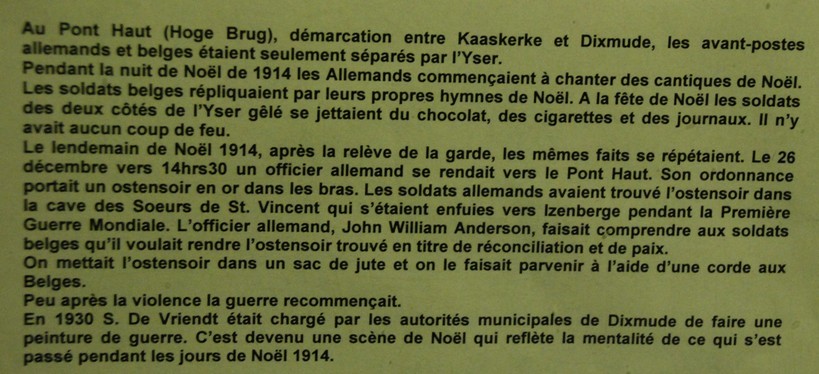 Au Pont Haut (Hoge Brug), démarcation entre Kaaskerke et Dixmude, les avant-postes
allemands et belges étaient seulement séparés par l'Yser.
Pendant la nuit de Noël de 1914 les Allemands commençaient à chanter des cantiques de Noël.
Les soldats belges répliquaient par leurs propres hymnes de Noël. A la fête de Noël les soldats
des deux côtés de l'Yser gêlé se jettaient du chocolat, des cigarettes et des journaux. Il n'y
avait aucun coup de feu.
Le lendemain de Noël 1914, après la relève de la garde, les mêmes faits se répétaient. Le 26
décembre vers 14hrs30 un officier allemand se rendait vers le Pont Haut. Son ordonnance
portait un ostensoir en or dans les bras. Les soldats allemands avaient trouvé l'ostensoir dans
la cave des Soeurs de St. Vincent qui s'étaient enfuies vers Izenberge pendant la Première
Guerre Mondiale. L'officier allemand, John William Anderson, faisait comprendre aux soldats
belges qu'il voulait rendre l'ostensoir trouvé en titre de réconciliation et de paix.
On mettait l'ostensoir dans un sac de jute et on le faisait parvenir à l'aide d'une corde aux
Belges.
Peu après la violence la guerre recommençait.
En 1930 S. De Vriendt était chargé par les autorités municipales de Dixmude de faire une
peinture de guerre. C'est devenu une scène de Noël qui reflète la mentalité de ce qui s'est
passé pendant les jours de Noël 1914.